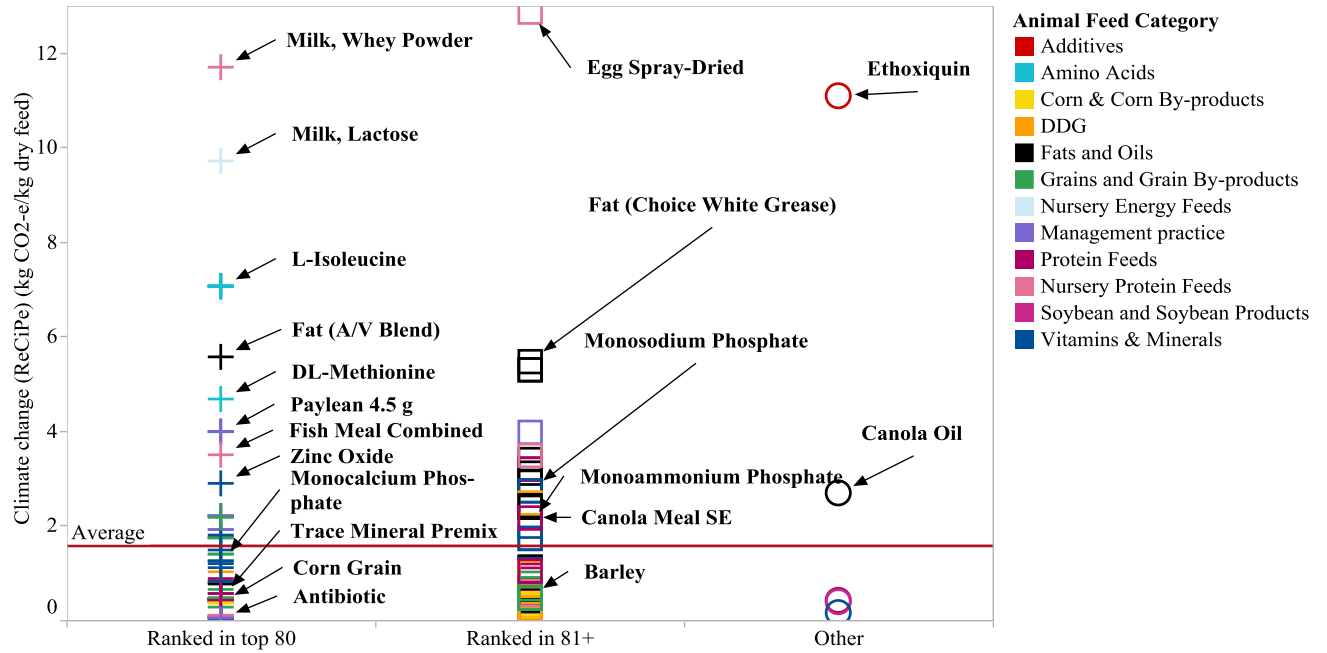 Climate change (ReCiPe) (kg CO2-e/kg dry feed)
12
10
8
6
4
2
0
Average
Milk, Whey Powder
Milk, Lactose
L-Isoleucine
Fat (A/V Blend)
DL-Methionine
Paylean 4.5 g
Fish Meal Combined
Zinc Oxide
Monocalcium Phos-
phate
Trace Mineral Premix
Corn Grain
Antibiotic
Egg Spray-Dried
Fat (Choice White Grease)
Monosodium Phosphate
Monoammonium Phosphate
Canola Meal SE
Barley
Ethoxiquin
Canola Oil
Ranked in top 80
Ranked in 81+
Other
Animal Feed Category
Additives
Amino Acids
Corn & Corn By-products
DDG
Fats and Oils
Grains and Grain By-products
Nursery Energy Feeds
Management practice
Protein Feeds
Nursery Protein Feeds
Soybean and Soybean Products
Vitamins & Minerals